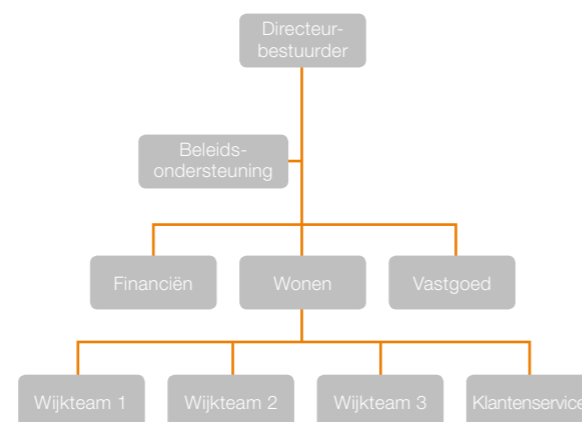 Directeur-
bestuurder
Beleids-
ondersteuning
Financiën
Wonen
Vastgoed
Wijkteam 1
Wijkteam 2
Wijkteam 3
Klantenservice